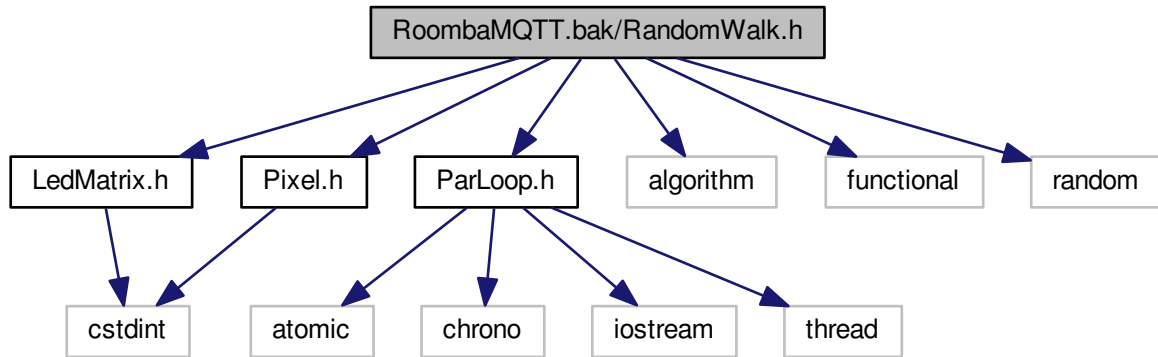 RoombaMQTT.bak/RandomWalk.h
LedMatrix.h
Pixel.h
ParLoop.h
algorithm
functional
random
cstdint
atomic
chrono
iostream
thread